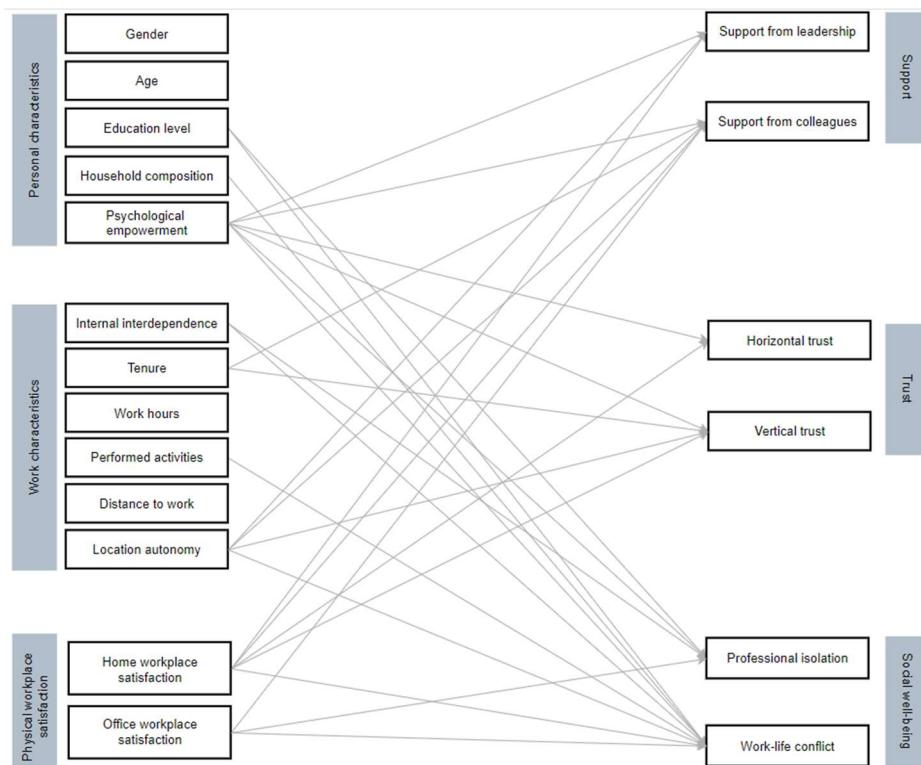 Personal characteristics
Gender
Age
Education level
Household composition
Psychological
empowerment
Work characteristics
Internal interdependence
Tenure
Work hours
Performed activities
Distance to work
Location autonomy
Physical workplace
satisfaction
Home workplace
satisfaction
Office workplace
satisfaction
Support from leadership
Support from colleagues
Support
Horizontal trust
Vertical trust
Trust
Professional isolation
Work-life conflict
Social well-being